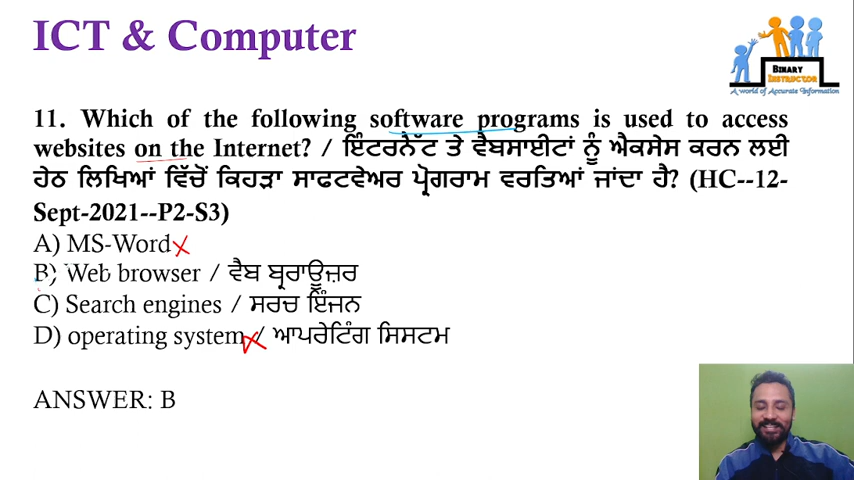 ICT & Computer
BINARY
INSTRUCTOR
A world of Accurate Information
11. Which of the following software programs is used to access
websites on the Internet? / ਇੰਟਰਨੈੱਟ ਤੇ ਵੈਬਸਾਈਟਾਂ ਨੂੰ ਐਕਸੇਸ ਕਰਨ ਲਈ
ਹੇਠ ਲਿਖਿਆਂ ਵਿੱਚੋਂ ਕਿਹੜਾ ਸਾਫਟਵੇਅਰ ਪ੍ਰੋਗਰਾਮ ਵਰਤਿਆਂ ਜਾਂਦਾ ਹੈ? (HC--12-
Sept-2021--P2-S3)
A) MS-Word
B) Web browser / ਵੈਬ ਬ੍ਰਰਾਊਜ਼ਰ
C) Search engines / ਸਰਚ ਇੰਜਨ
D) operating system / ਆਪਰੇਟਿੰਗ ਸਿਸਟਮ
ANSWER: B